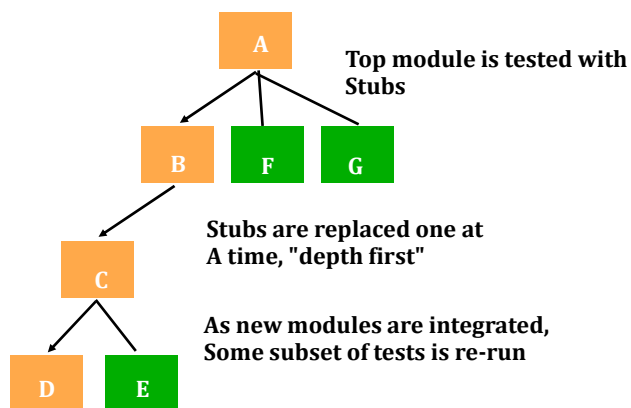 A
Top module is tested with
Stubs
B
F
G
Stubs are replaced one at
A time, "depth first"
C
As new modules are integrated,
Some subset of tests is re-run
D
E